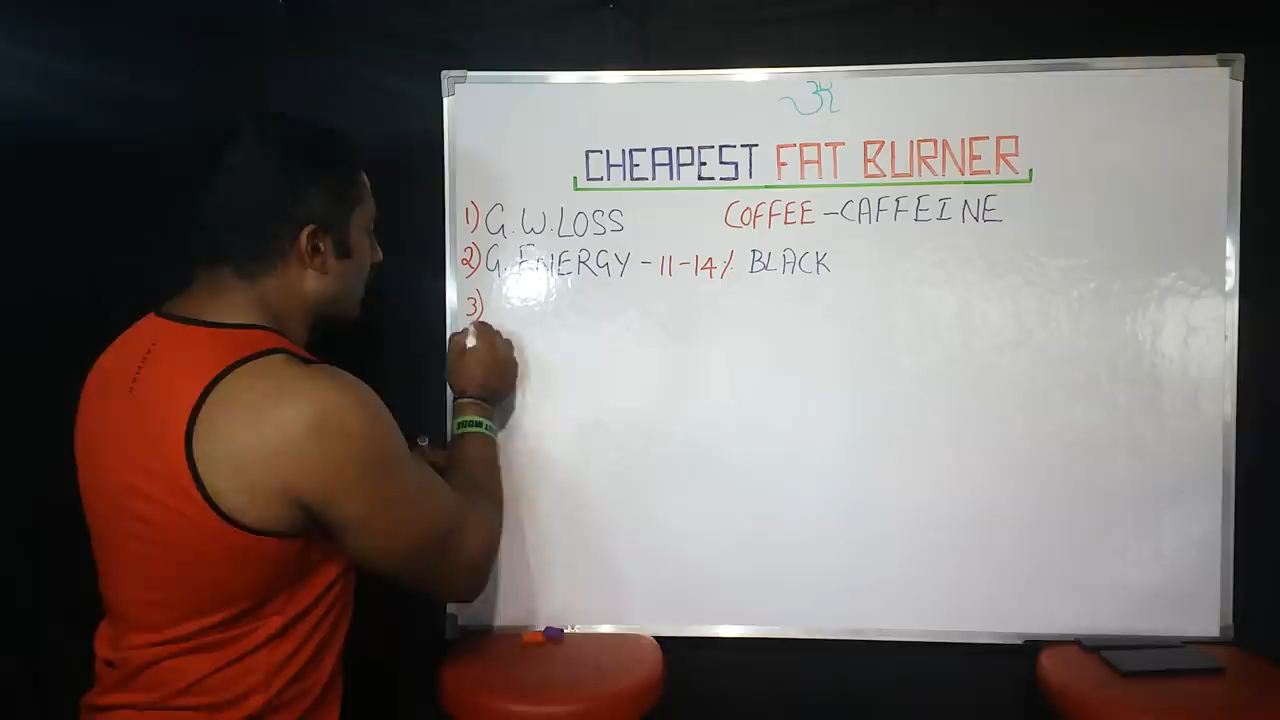 ॐ
CHEAPEST FAT BURNER
1) G.W.LOSS COFFEE-CAFFEINE
2) G.ENERGY-11-14% BLACK
3)